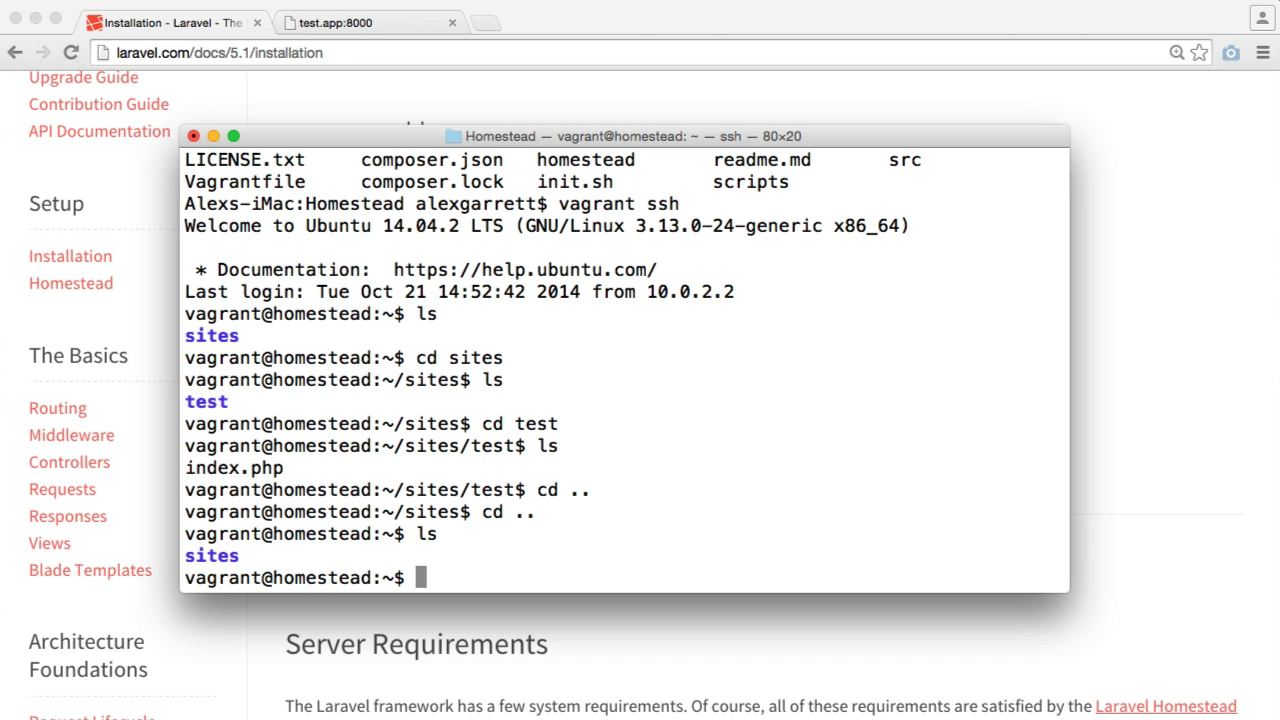 Installation - Laravel - The
test.app:8000
laravel.com/docs/5.1/installation
Upgrade Guide
Contribution Guide
API Documentation
Setup
Installation
Homestead
The Basics
Routing
Middleware
Controllers
Requests
Responses
Views
Blade Templates
Architecture
Foundations
Homestead — vagrant@homestead: ~ — ssh — 80×20
LICENSE.txt composer.json homestead readme.md src
Vagrantfile composer.lock init.sh scripts
Alexs-iMac:Homestead alexgarrett$ vagrant ssh
Welcome to Ubuntu 14.04.2 LTS (GNU/Linux 3.13.0-24-generic x86_64)
* Documentation: https://help.ubuntu.com/
Last login: Tue Oct 21 14:52:42 2014 from 10.0.2.2
vagrant@homestead:~$ ls
sites
vagrant@homestead:~$ cd sites
vagrant@homestead:~/sites$ ls
test
vagrant@homestead:~/sites$ cd test
vagrant@homestead:~/sites/test$ ls
index.php
vagrant@homestead:~/sites/test$ cd ..
vagrant@homestead:~/sites$ cd ..
vagrant@homestead:~$ ls
sites
vagrant@homestead:~$
Server Requirements
The Laravel framework has a few system requirements. Of course, all of these requirements are satisfied by the Laravel Homestead